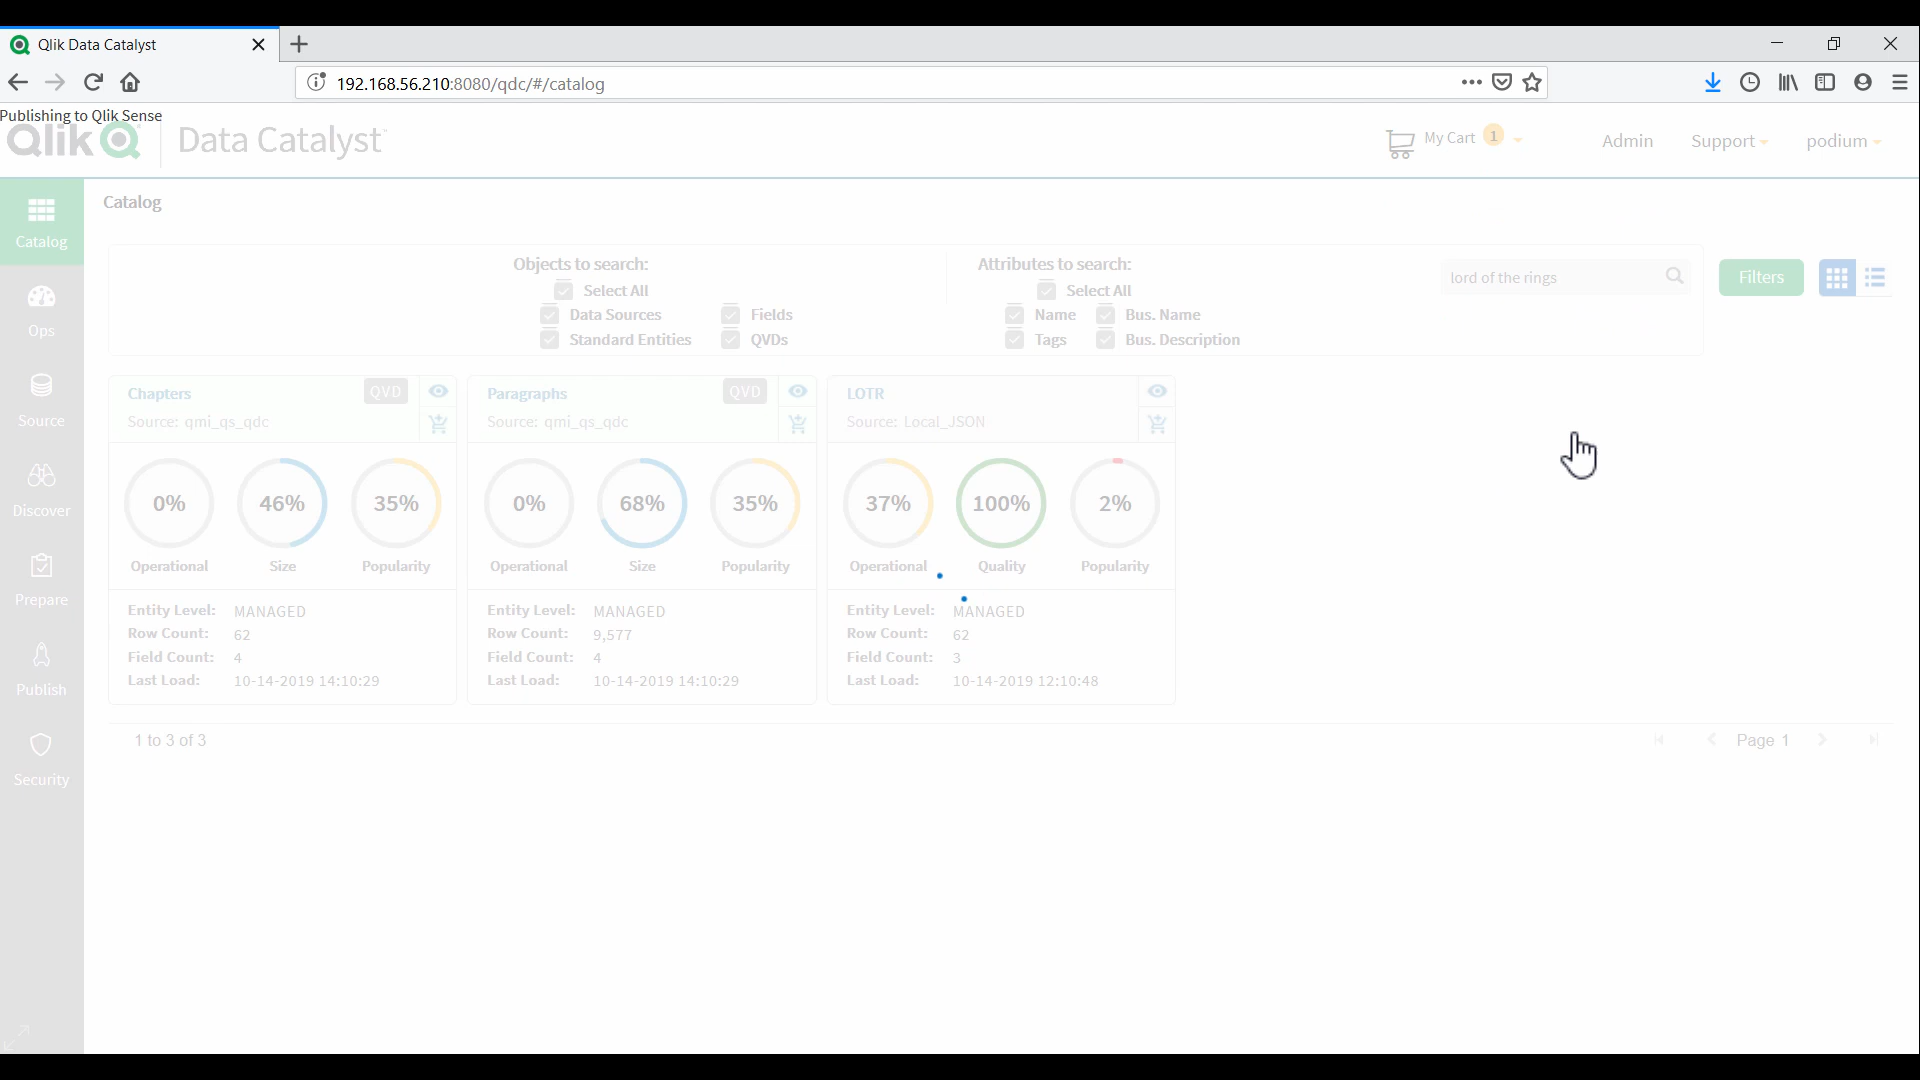 Qlik Data Catalyst
192.168.56.210:8080/qdc/#/catalog
Publishing to Qlik Sense
Qlik Data Catalyst
My Cart 1
Admin
Support
podium
Catalog
Catalog
Ops
Source
Discover
Prepare
Publish
Security
Objects to search:
Select All
Data Sources
Fields
Standard Entities
QVDs
Attributes to search:
Select All
Name
Bus. Name
Tags
Bus. Description
lord of the rings
Filters
Chapters
QVD
Source: qmi_qs_qdc
0%
46%
35%
Operational
Size
Popularity
Entity Level: MANAGED
Row Count: 62
Field Count: 4
Last Load: 10-14-2019 14:10:29
Paragraphs
QVD
Source: qmi_qs_qdc
0%
68%
35%
Operational
Size
Popularity
Entity Level: MANAGED
Row Count: 9,577
Field Count: 4
Last Load: 10-14-2019 14:10:29
LOTR
Source: Local_JSON
37%
100%
2%
Operational
Quality
Popularity
Entity Level: MANAGED
Row Count: 62
Field Count: 3
Last Load: 10-14-2019 12:10:48
1 to 3 of 3
Page 1